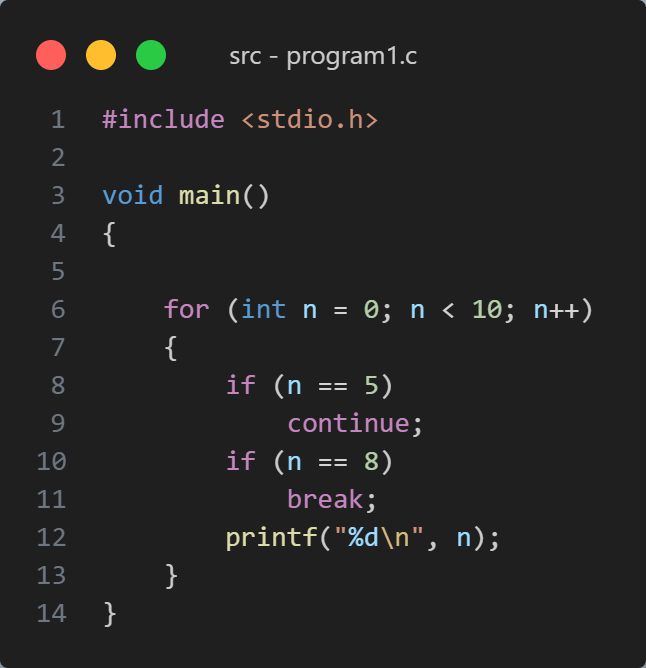 src - program1.c
1 #include <stdio.h>
2
3 void main()
4 {
5
6     for (int n = 0; n < 10; n++)
7     {
8         if (n == 5)
9             continue;
10         if (n == 8)
11             break;
12         printf("%d\n", n);
13     }
14 }